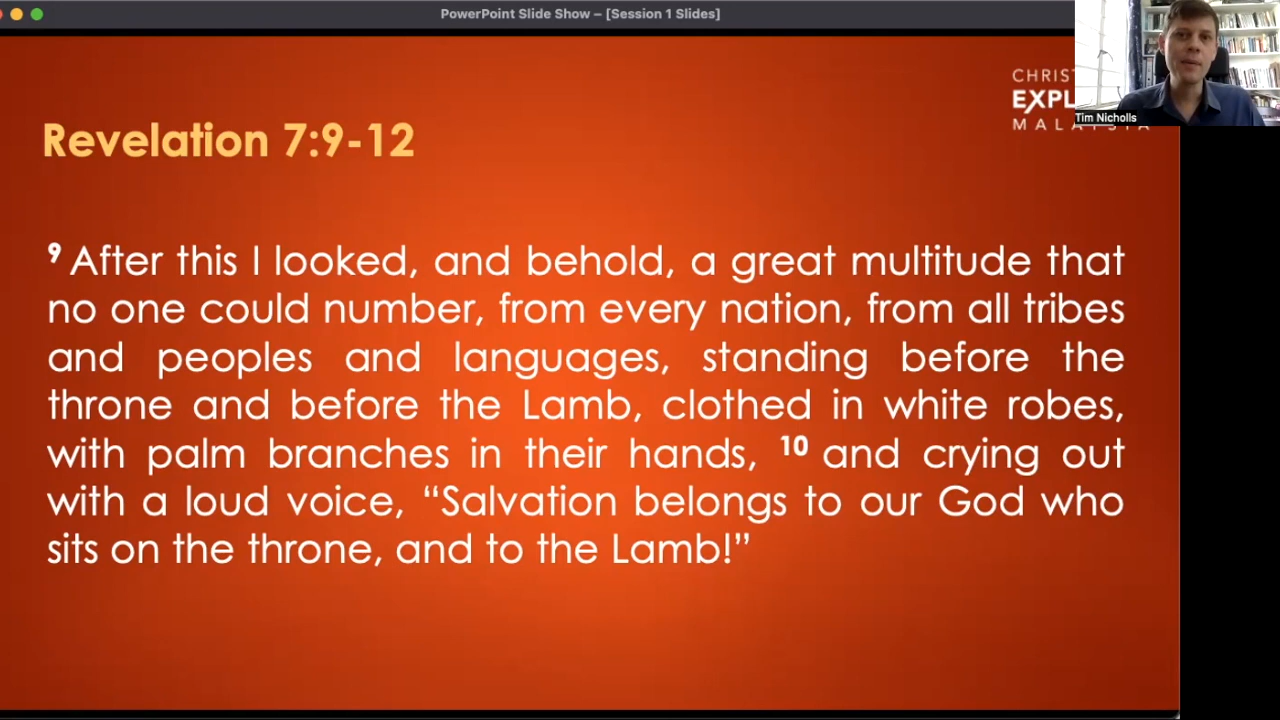 PowerPoint Slide Show – [Session 1 Slides]
CHRIST
EXPL
MALAYSIA
Tim Nicholls
Revelation 7:9-12
9 After this I looked, and behold, a great multitude that
no one could number, from every nation, from all tribes
and peoples and languages, standing before the
throne and before the Lamb, clothed in white robes,
with palm branches in their hands, 10 and crying out
with a loud voice, “Salvation belongs to our God who
sits on the throne, and to the Lamb!”